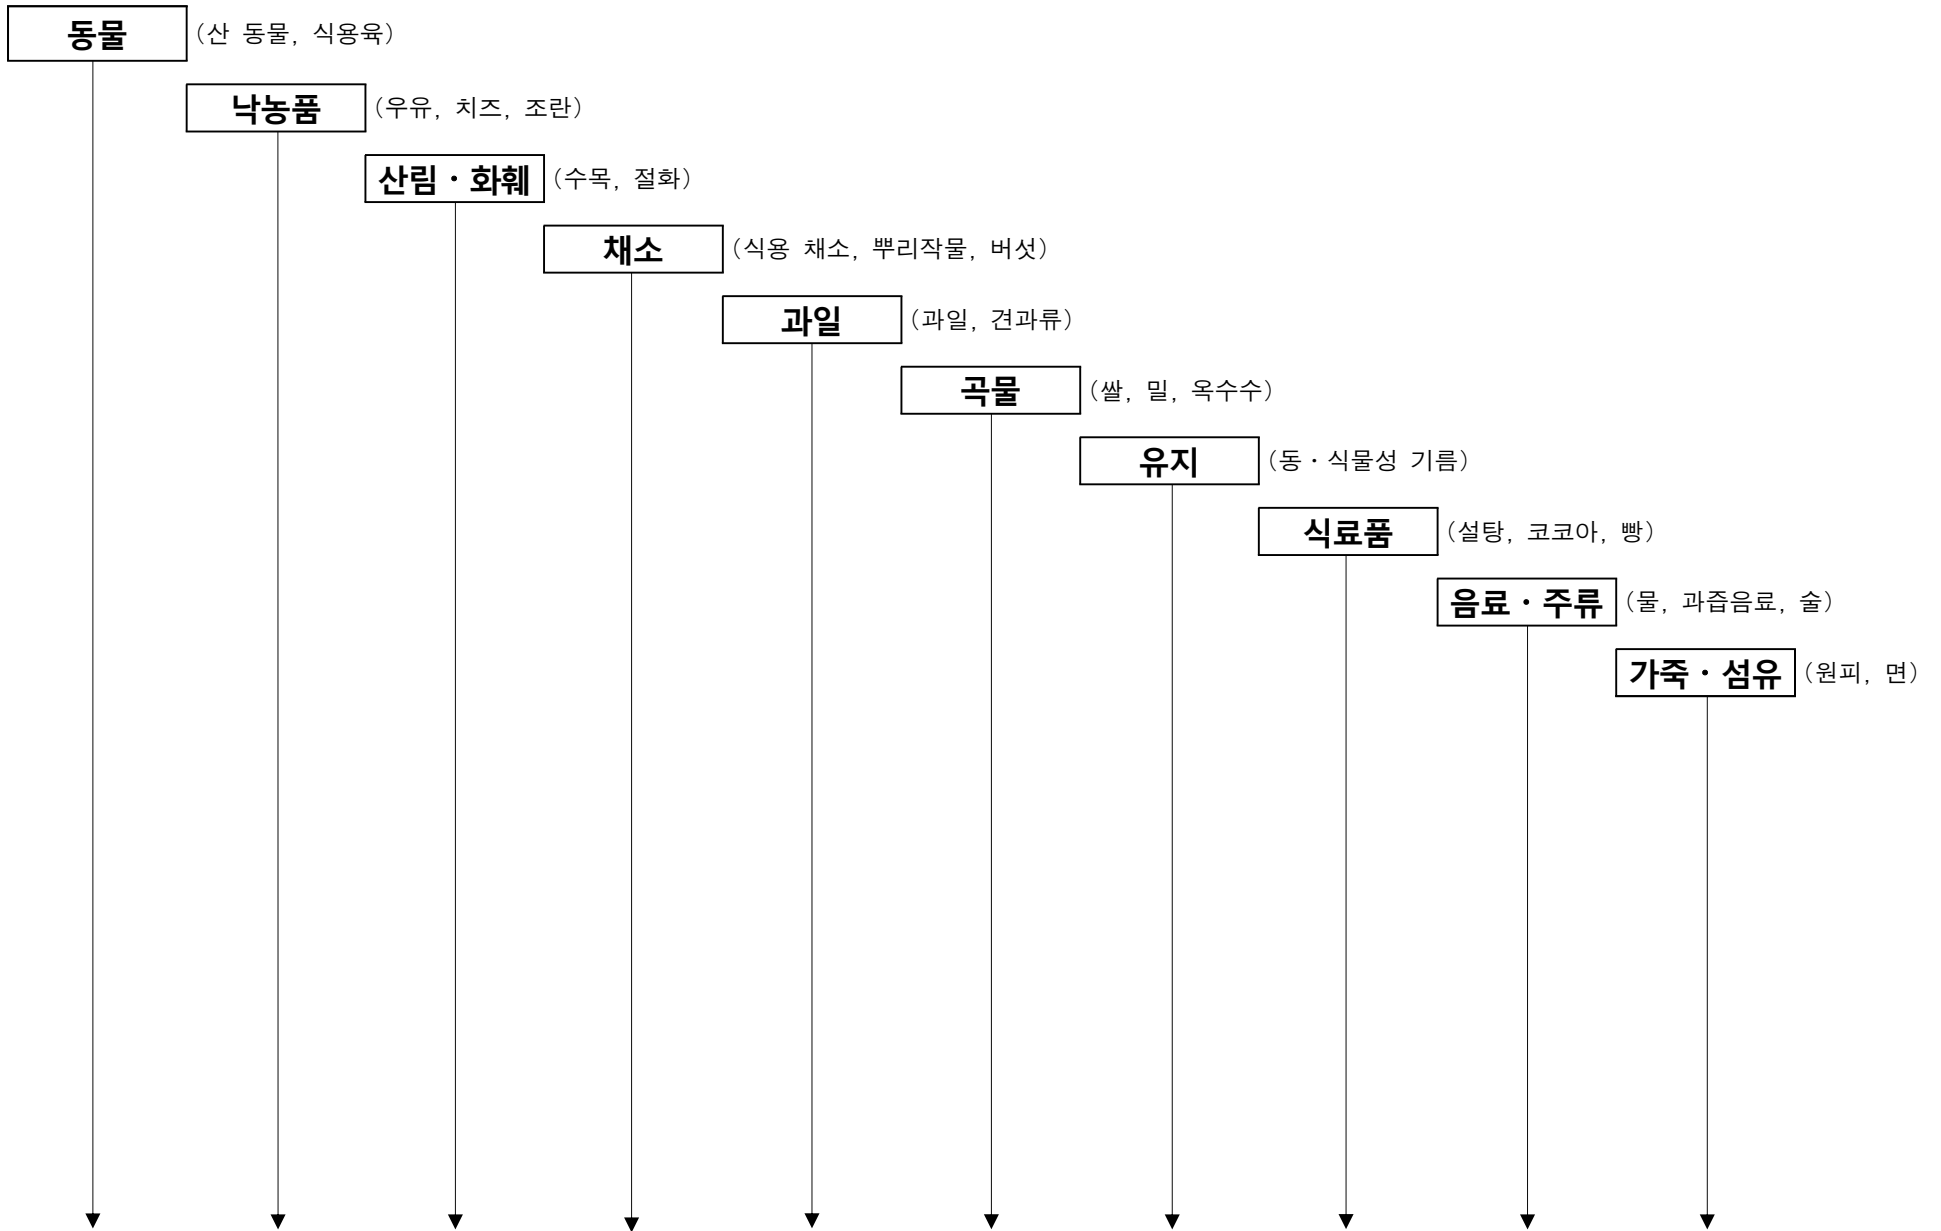 동물 (산 동물, 식용육)
낙농품 (우유, 치즈, 조란)
산림·화훼 (수목, 절화)
채소 (식용 채소, 뿌리작물, 버섯)
과일 (과일, 견과류)
곡물 (쌀, 밀, 옥수수)
유지 (동·식물성 기름)
식료품 (설탕, 코코아, 빵)
음료·주류 (물, 과즙음료, 술)
가죽·섬유 (원피, 면)